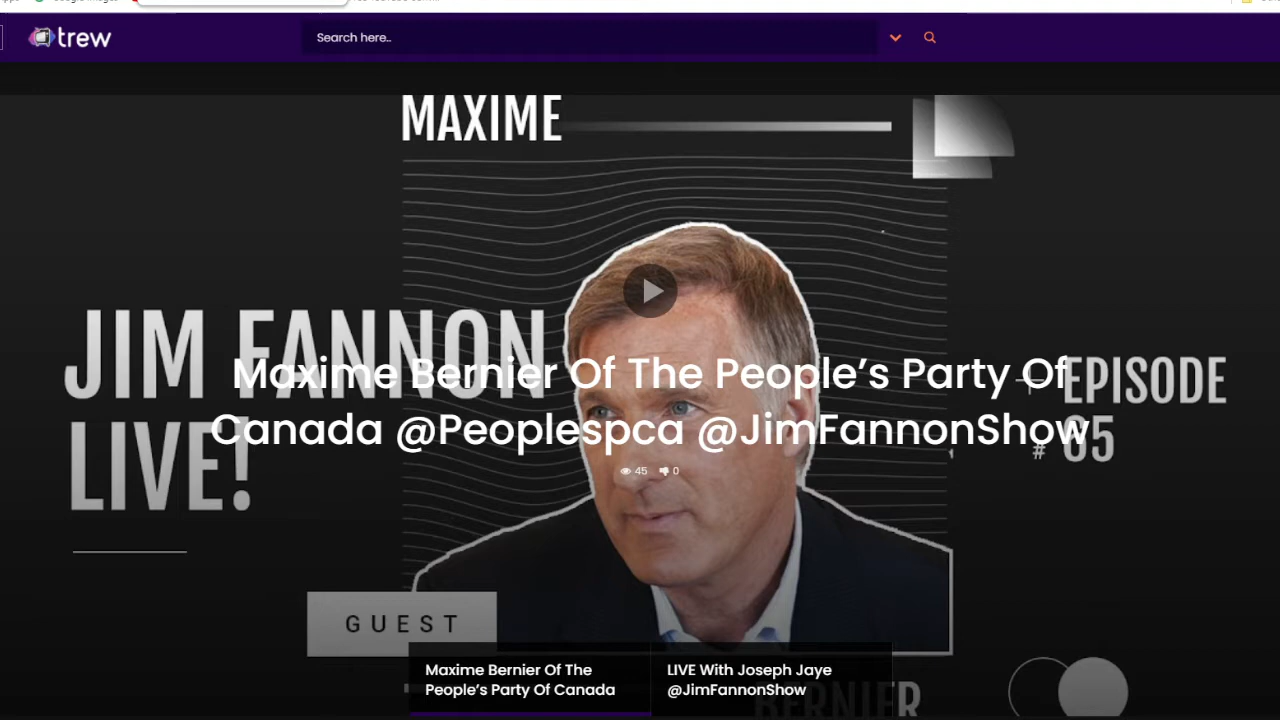 trew
Search here..
MAXIME
JIM FANNON
LIVE!
Maxime Bernier Of The People's Party Of
Canada @Peoplespca @JimFannonShow
EPISODE
# 65
45 0
GUEST
Maxime Bernier Of The
People's Party Of Canada
LIVE With Joseph Jaye
@JimFannonShow
BERNIER